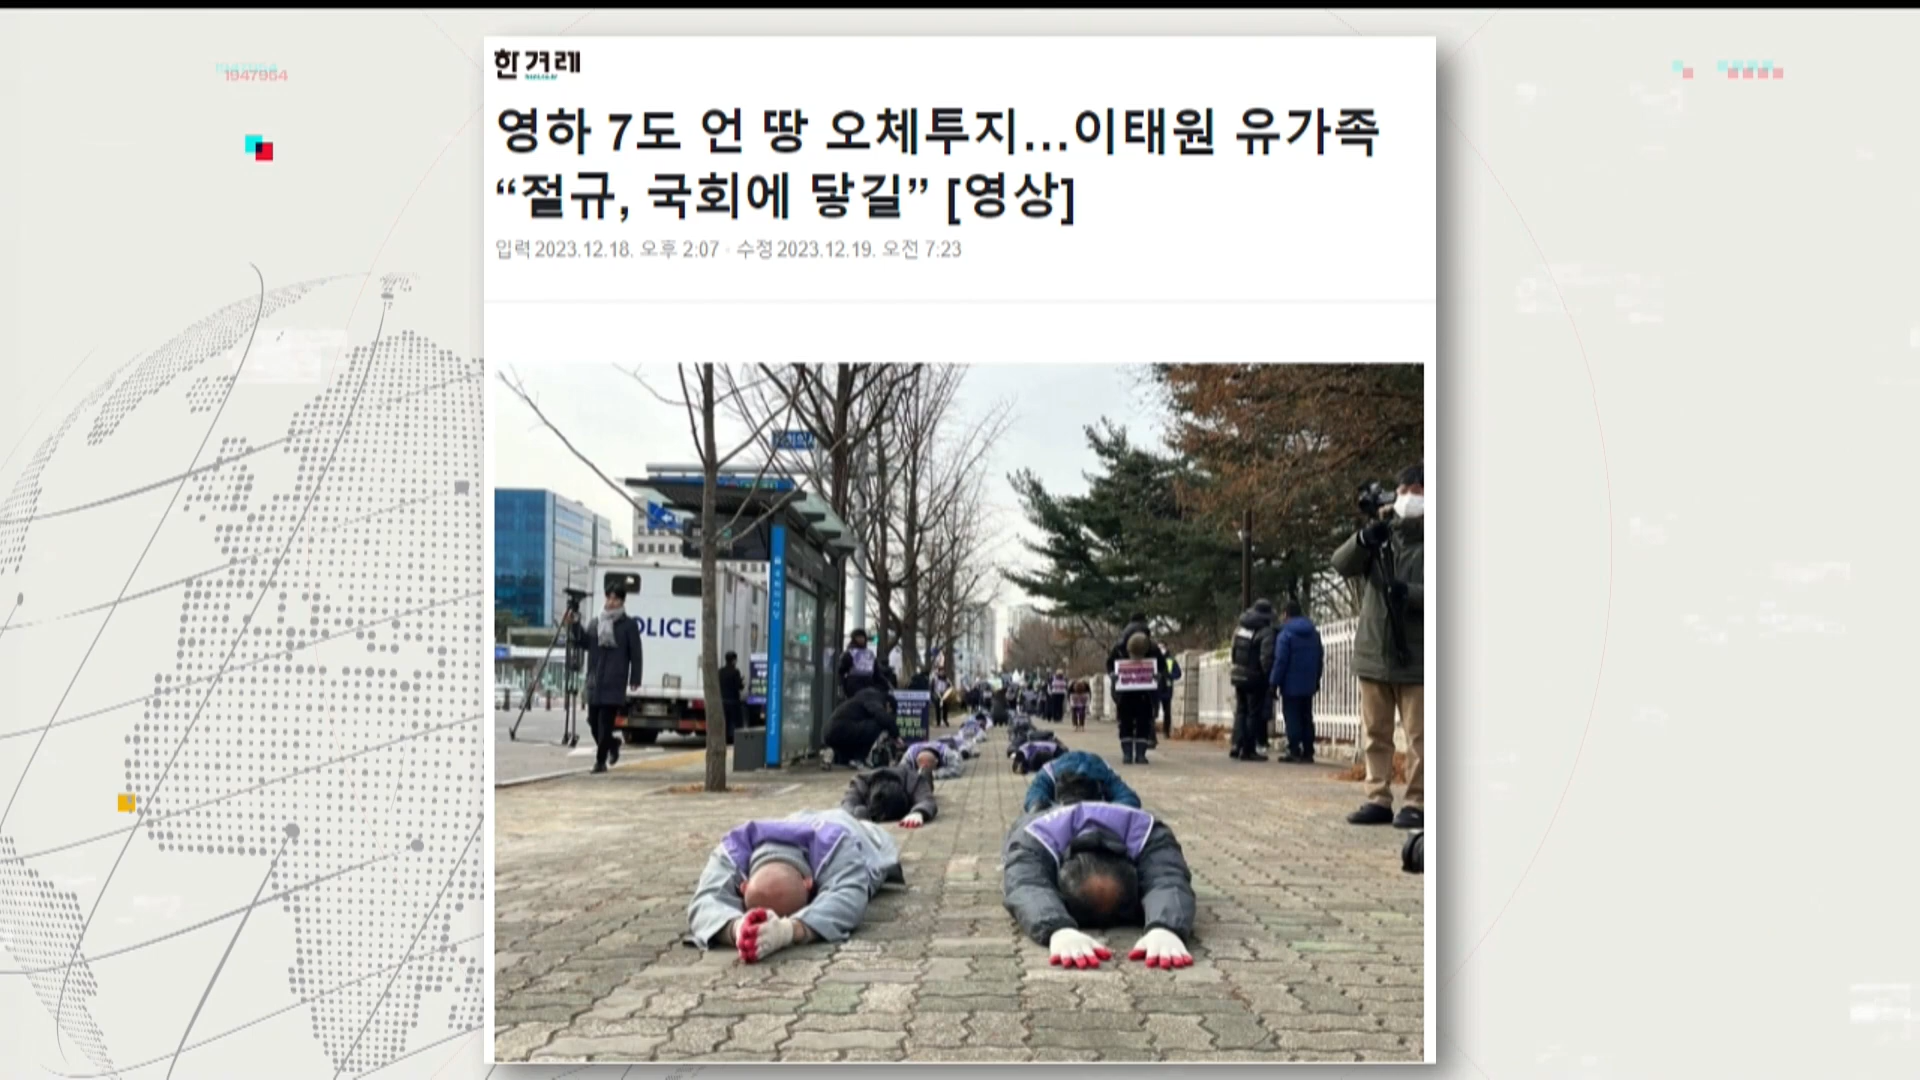 1947954
한겨레
영하 7도 언 땅 오체투지…이태원 유가족
“절규, 국회에 닿길” [영상]
입력 2023.12.18. 오후 2:07 · 수정 2023.12.19. 오전 7:23
OLICE